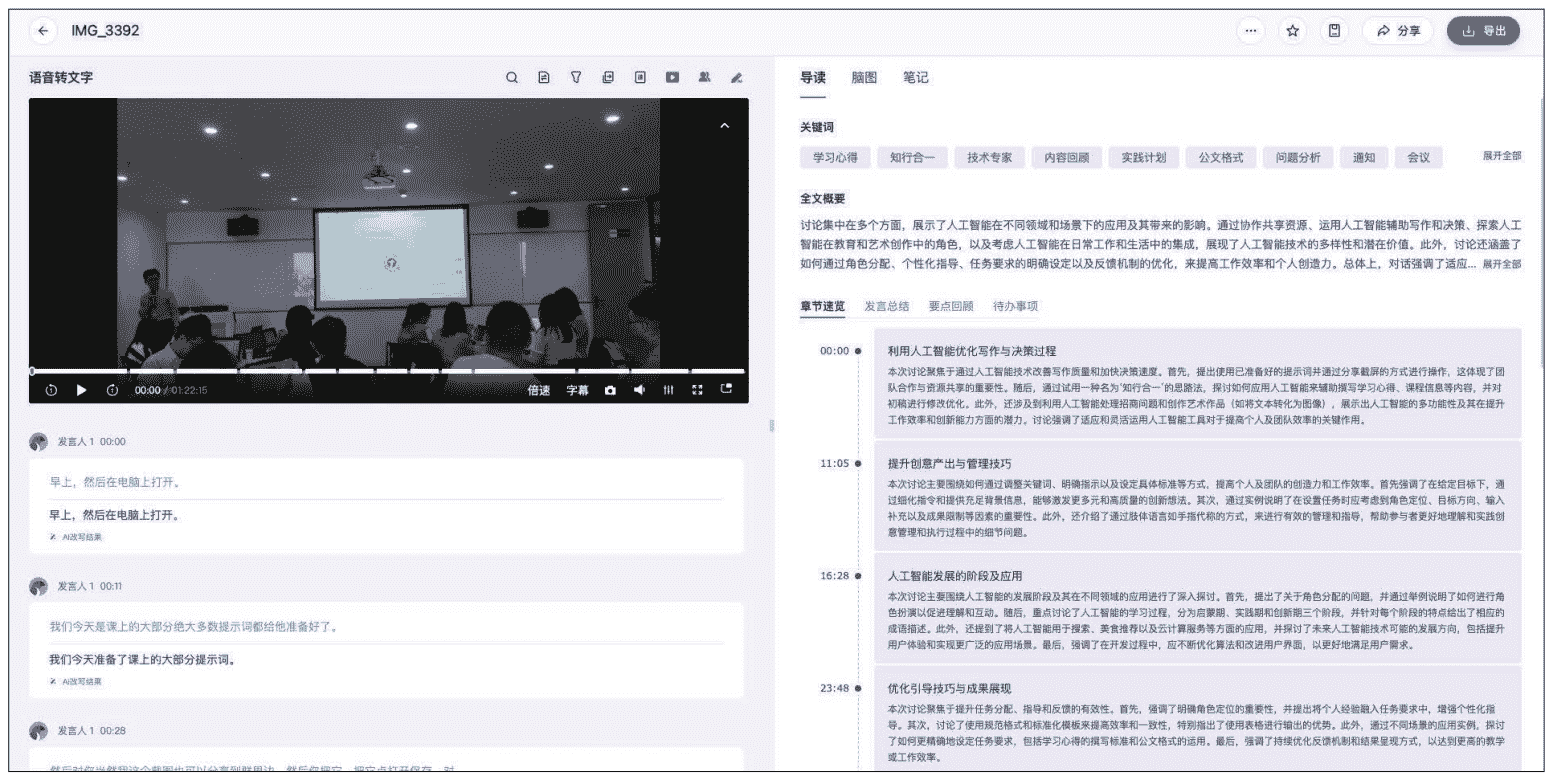 IMG_3392
分享
导出
语音转文字
00:00 / 01:22:15
倍速
字幕
发言人 1 00:00
早上，然后在电脑上打开。
早上，然后在电脑上打开。
AI改写结果
发言人 1 00:11
我们今天是课上的大部分绝大多数提示词都给他准备好了。
我们今天准备了课上的大部分提示词。
AI改写结果
发言人 1 00:28
导读
脑图
笔记
关键词
学习心得
知行合一
技术专家
内容回顾
实践计划
公文格式
问题分析
通知
会议
展开全部
全文概要
讨论集中在多个方面，展示了人工智能在不同领域和场景下的应用及其带来的影响。通过协作共享资源、运用人工智能辅助写作和决策、探索人工
智能在教育和艺术创作中的角色，以及考虑人工智能在日常工作和生活中的集成，展现了人工智能技术的多样性和潜在价值。此外，讨论还涵盖了
如何通过角色分配、个性化指导、任务要求的明确设定以及反馈机制的优化，来提高工作效率和个人创造力。总体上，对话强调了适应... 展开全部
章节速览
发言总结
要点回顾
待办事项
00:00
利用人工智能优化写作与决策过程
本次讨论聚焦于通过人工智能技术改善写作质量和加快决策速度。首先，提出使用已准备好的提示词并通过分享截屏的方式进行操作，这体现了团
队合作与资源共享的重要性。随后，通过试用一种名为'知行合一'的思路法，探讨如何应用人工智能来辅助撰写学习心得、课程信息等内容，并对
初稿进行修改优化。此外，还涉及到利用人工智能处理招商问题和创作艺术作品（如将文本转化为图像），展示出人工智能的多功能性及其在提升
工作效率和创新能力方面的潜力。讨论强调了适应和灵活运用人工智能工具对于提高个人及团队效率的关键作用。
11:05
提升创意产出与管理技巧
本次讨论主要围绕如何通过调整关键词、明确指示以及设定具体标准等方式，提高个人及团队的创造力和工作效率。首先强调了在给定目标下，通
过细化指令和提供充足背景信息，能够激发更多元和高质量的创新想法。其次，通过实例说明了在设置任务时应考虑到角色定位、目标方向、输入
补充以及成果限制等因素的重要性。此外，还介绍了通过肢体语言如手指代称的方式，来进行有效的管理和指导，帮助参与者更好地理解和实践创
意管理和执行过程中的细节问题。
16:28
人工智能发展的阶段及应用
本次讨论主要围绕人工智能的发展阶段及其在不同领域的应用进行了深入探讨。首先，提出了关于角色分配的问题，并通过举例说明了如何进行角
色扮演以促进理解和互动。随后，重点讨论了人工智能的学习过程，分为启蒙期、实践期和创新期三个阶段，并针对每个阶段的特点给出了相应的
成语描述。此外，还提到了将人工智能用于搜索、美食推荐以及云计算服务等方面的应用，并探讨了未来人工智能技术可能的发展方向，包括提升
用户体验和实现更广泛的应用场景。最后，强调了在开发过程中，应不断优化算法和改进用户界面，以更好地满足用户需求。
23:48
优化引导技巧与成果展现
本次讨论聚焦于提升任务分配、指导和反馈的有效性。首先，强调了明确角色定位的重要性，并提出将个人经验融入任务要求中，增强个性化指
导。其次，讨论了使用规范格式和标准化模板来提高效率和一致性，特别指出了使用表格进行输出的优势。此外，通过不同场景的应用实例，探讨
了如何更精确地设定任务要求，包括学习心得的撰写标准和公文格式的运用。最后，强调了持续优化反馈机制和结果呈现方式，以达到更高的教学
或工作效率。